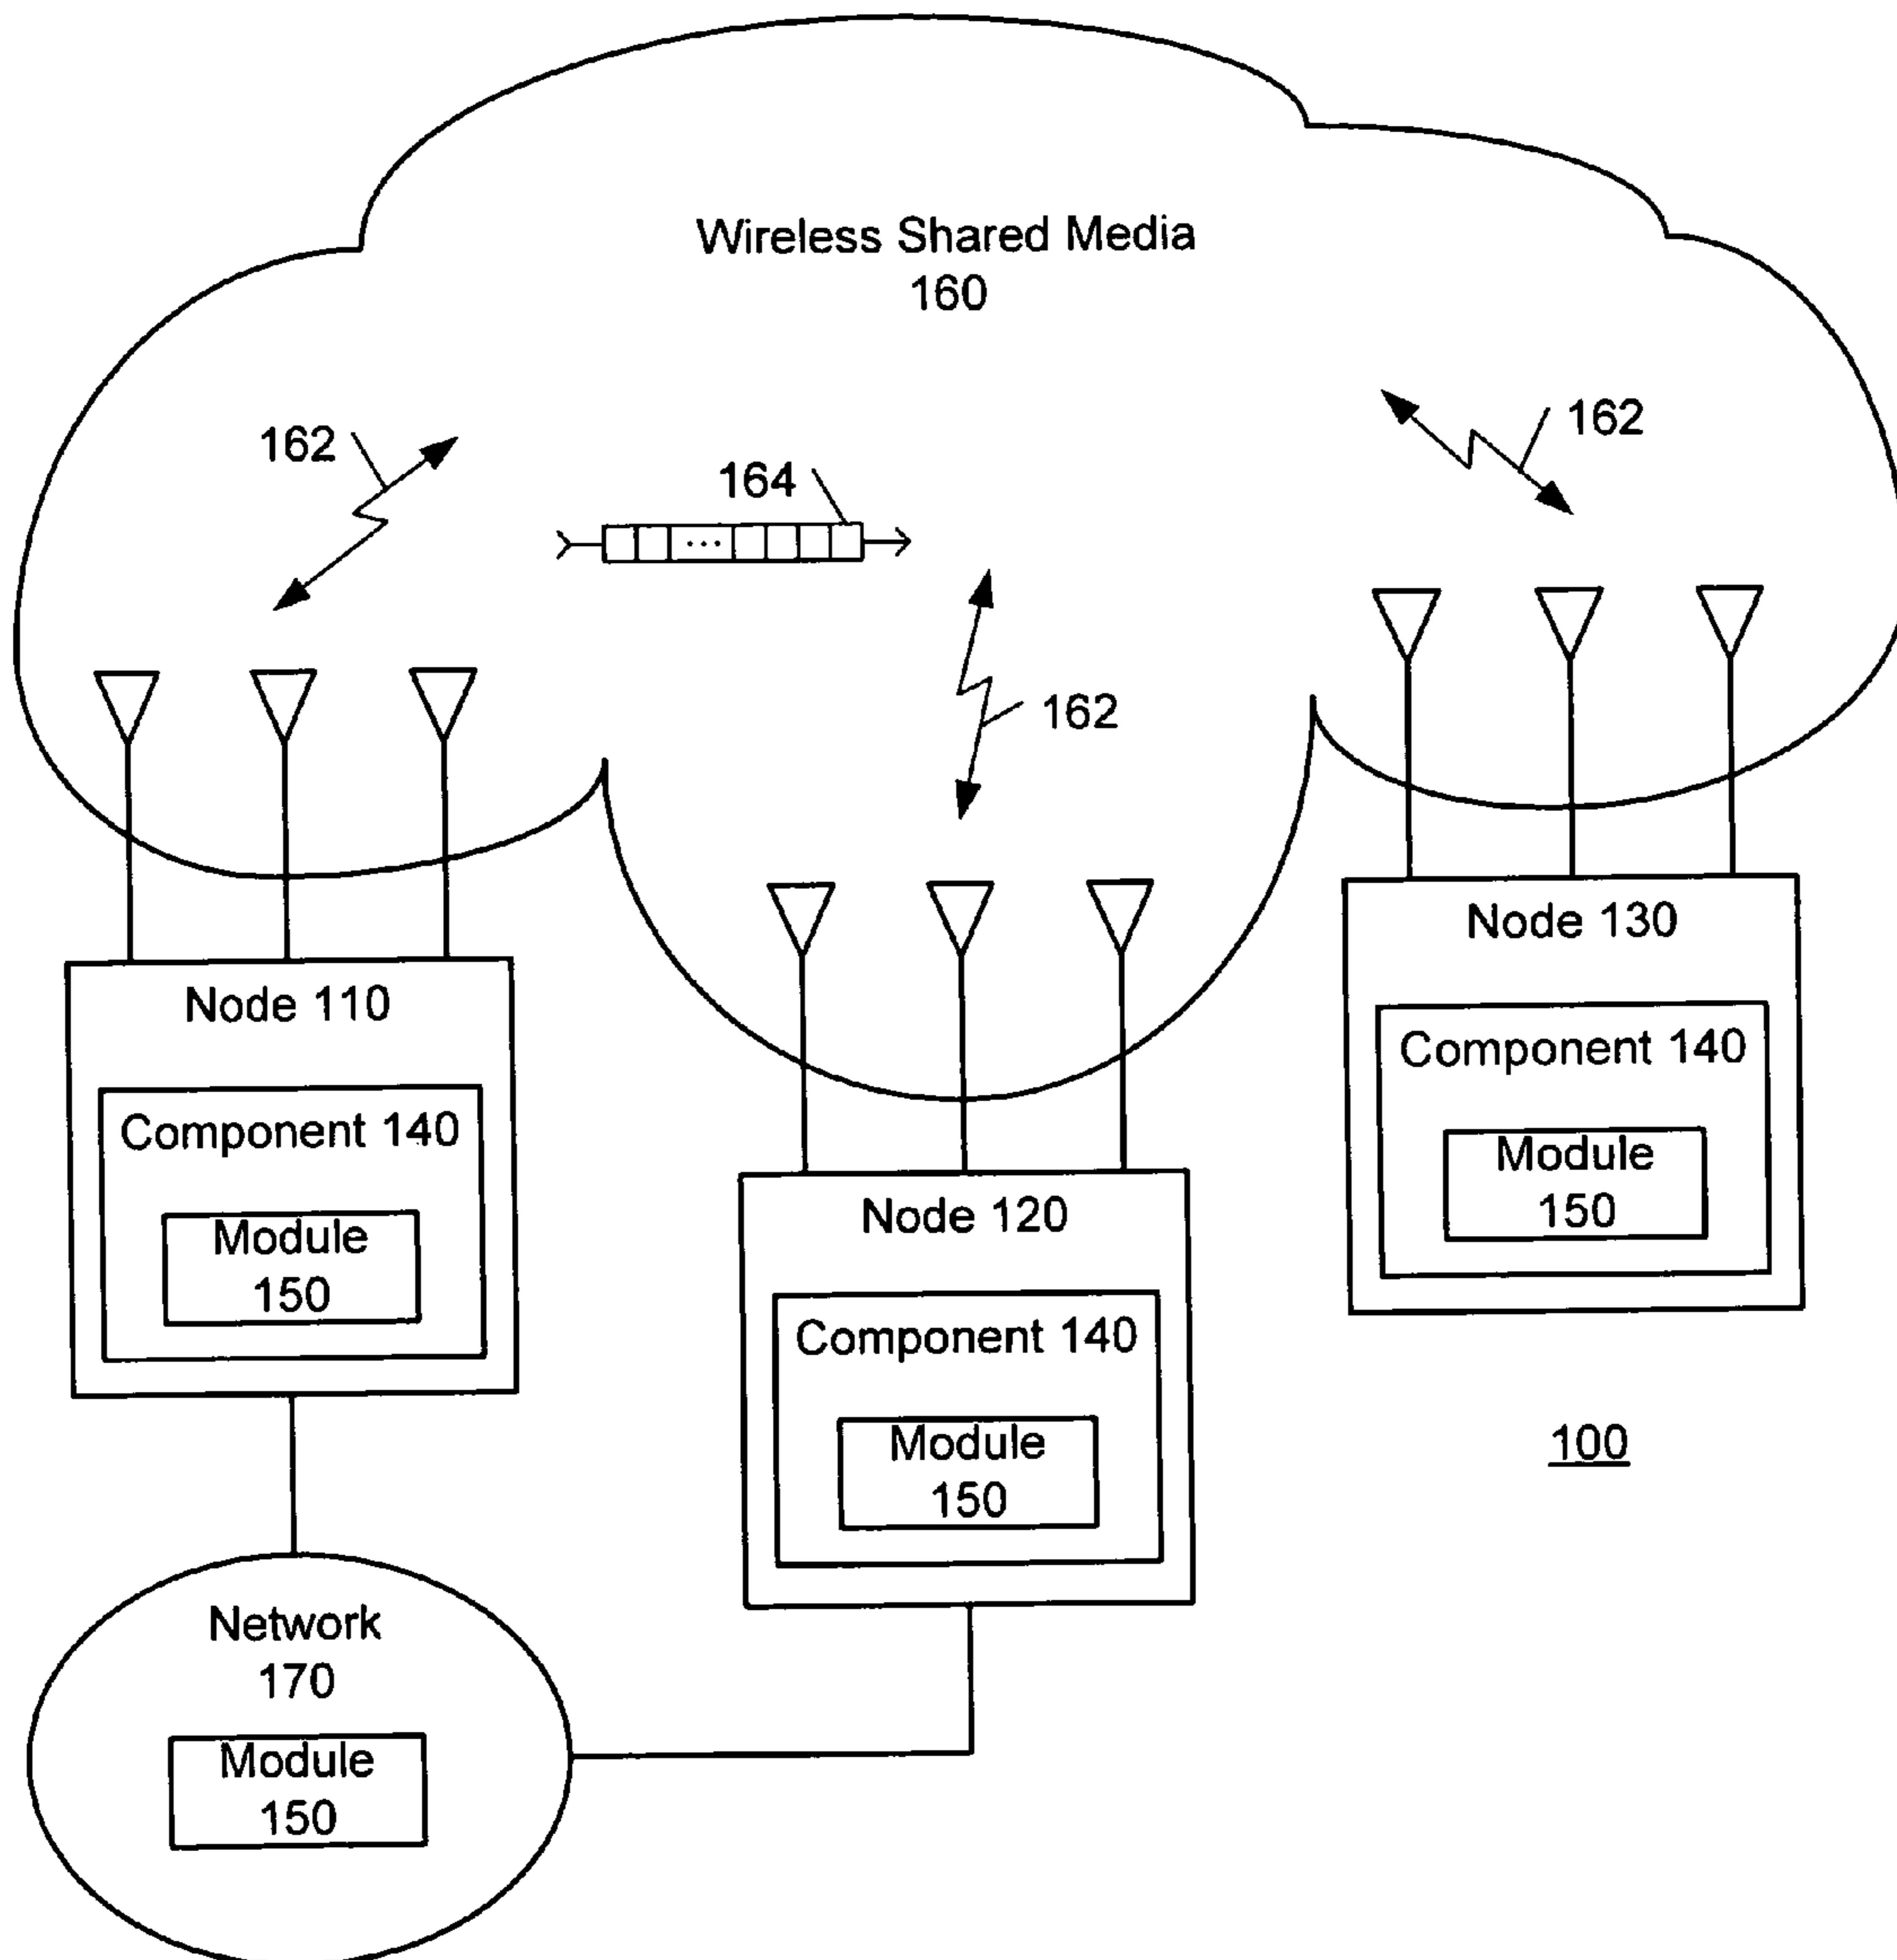 Wireless Shared Media
160
162
162
164
162
Node 130
Node 110
Component 140
Component 140
Module
150
Node 120
Module
150
Component 140
100
Module
150
Network
170
Module
150